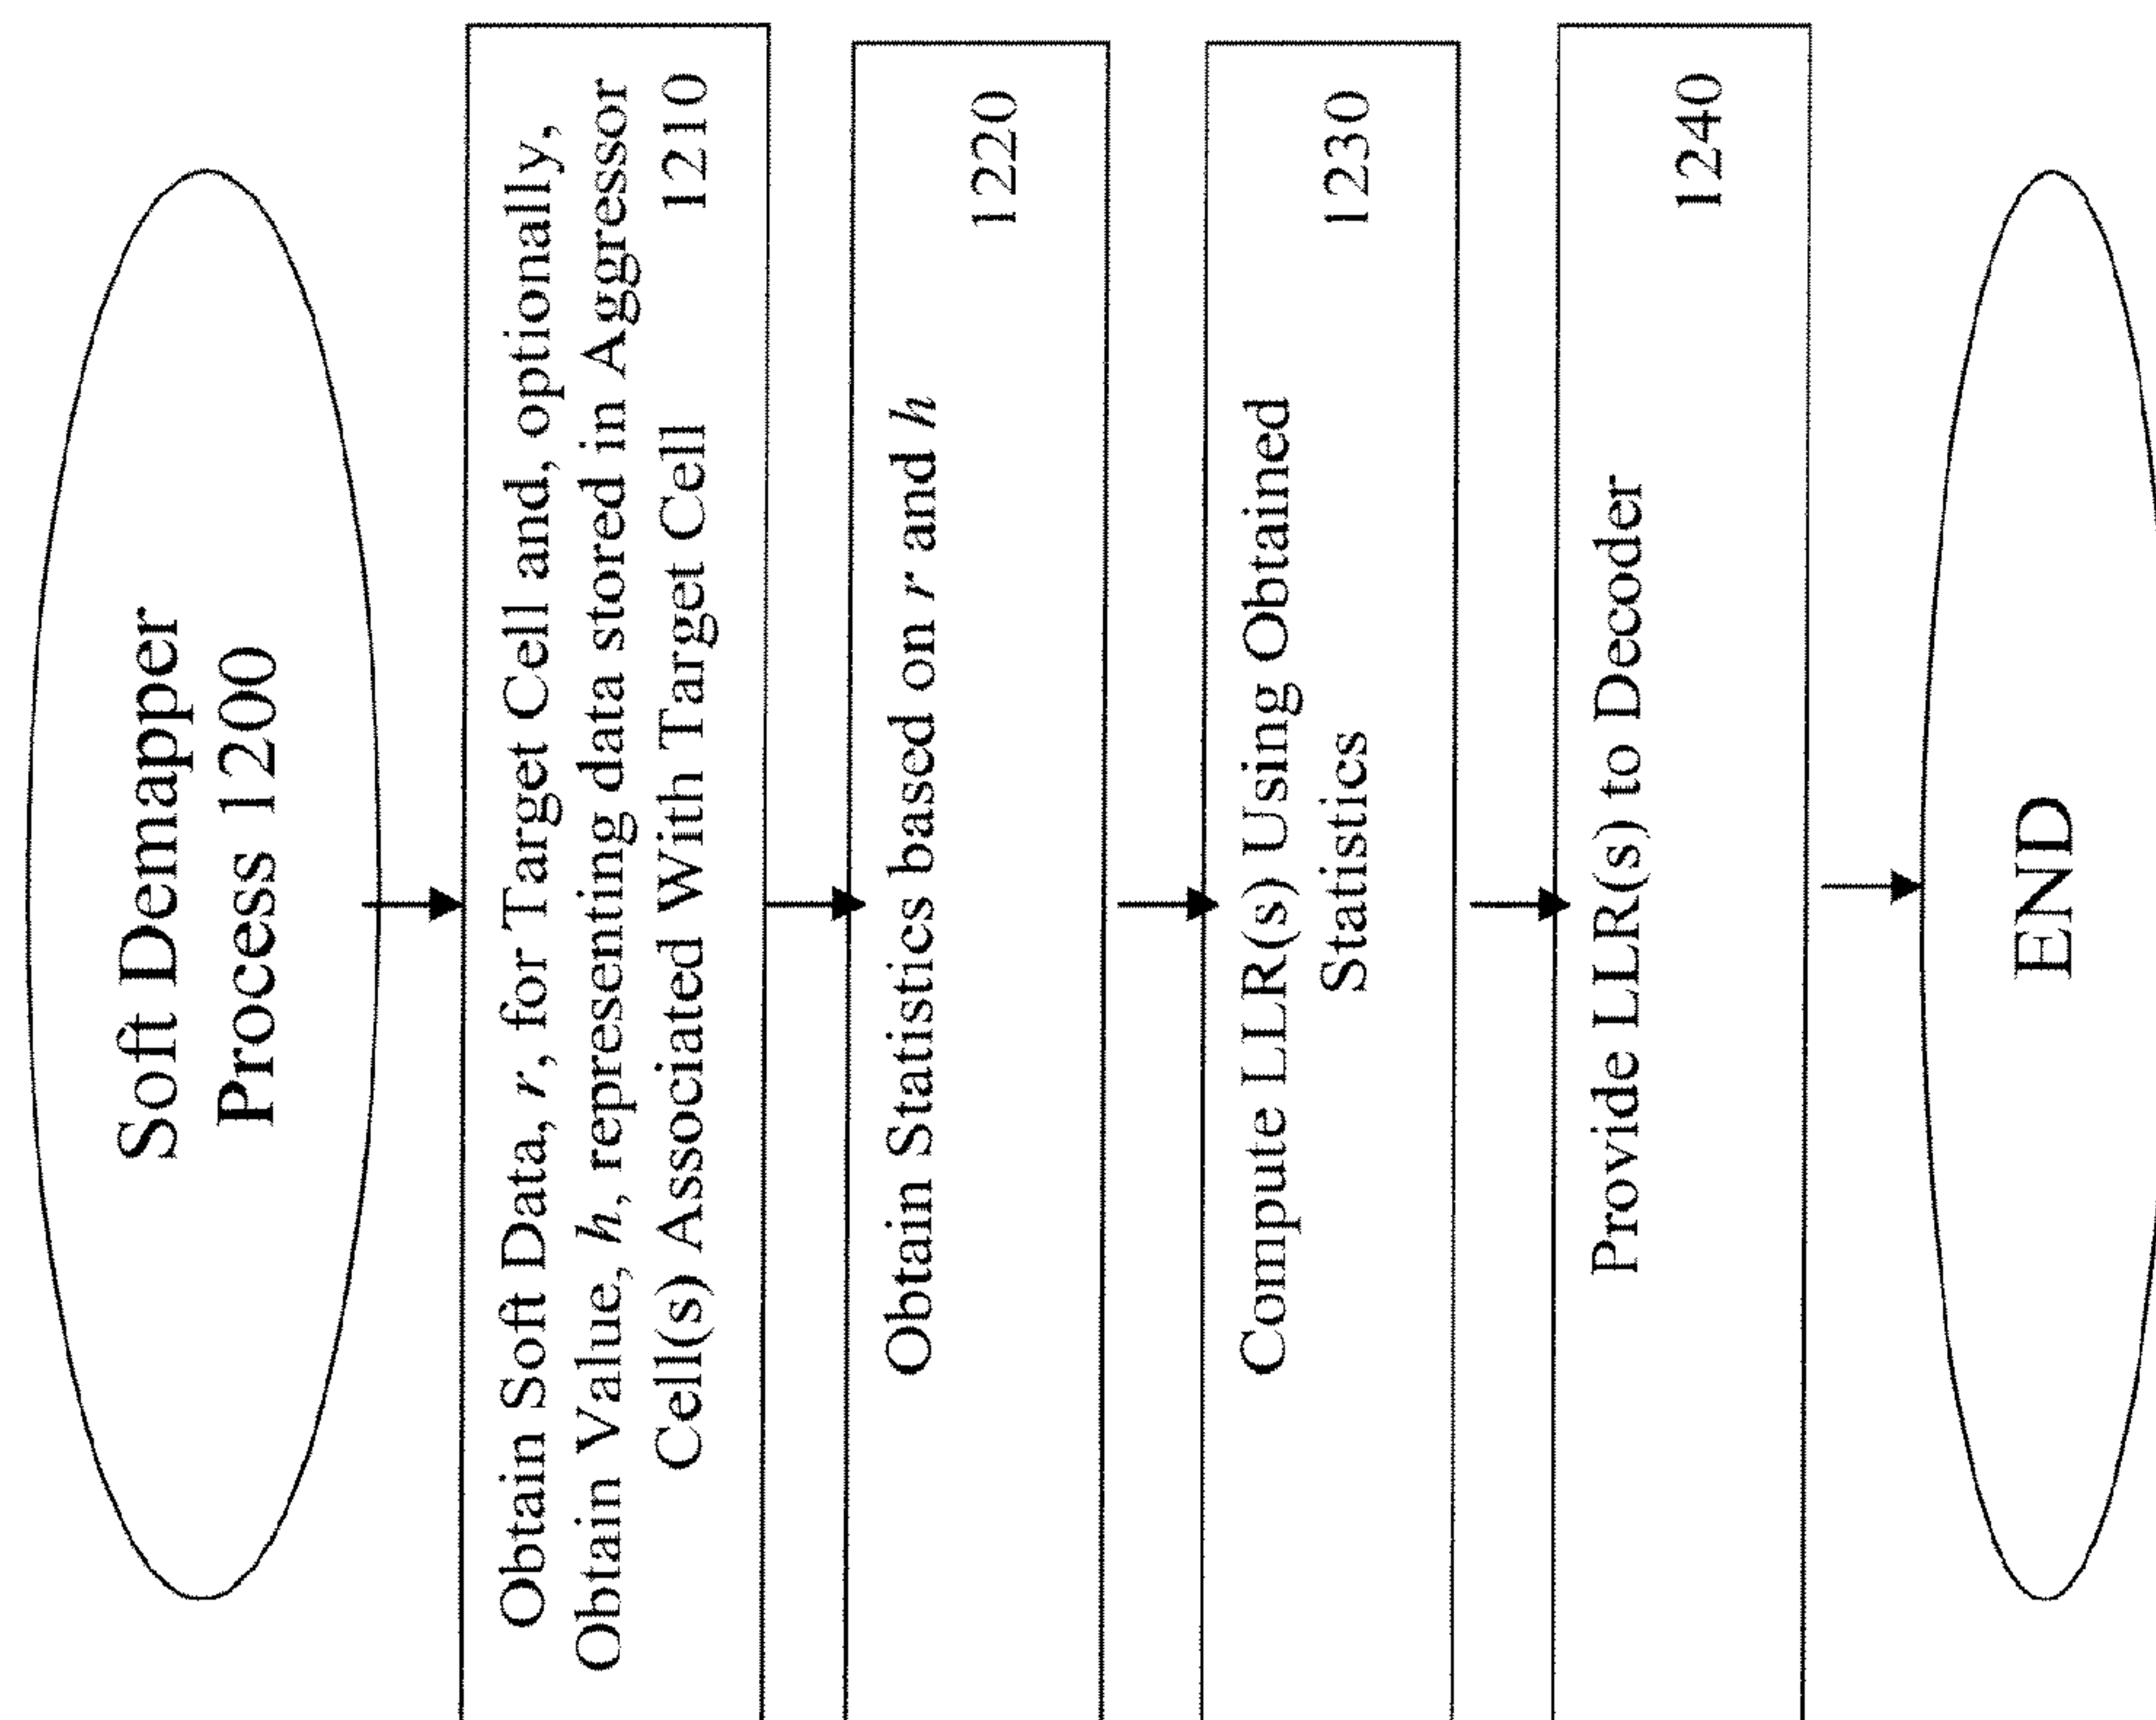 Soft Demapper
Process 1200
Obtain Soft Data, r, for Target Cell and, optionally,
Obtain Value, h, representing data stored in Aggressor
Cell(s) Associated With Target Cell 1210
Obtain Statistics based on r and h
1220
Compute LLR(s) Using Obtained
Statistics 1230
Provide LLR(s) to Decoder
1240
END